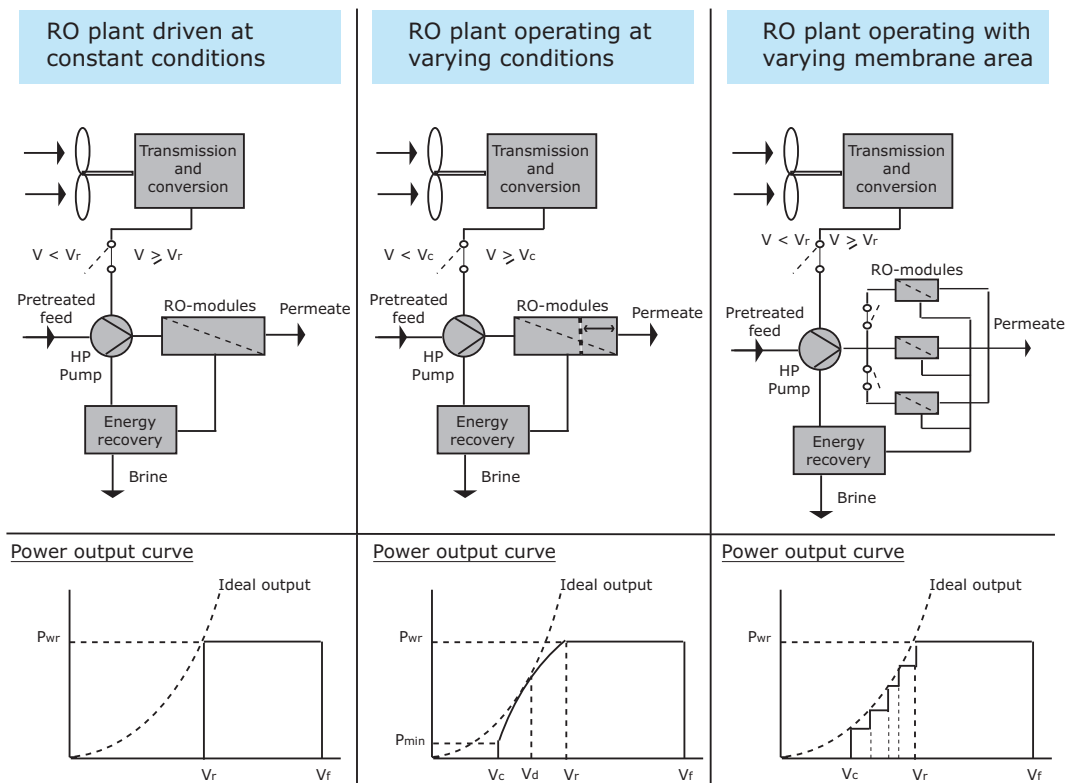 RO plant driven at
constant conditions
Transmission
and
conversion
V < Vr
V ≥ Vr
Pretreated
feed
RO-modules
Permeate
HP
Pump
Energy
recovery
Brine
RO plant operating at
varying conditions
Transmission
and
conversion
V < Vc
V ≥ Vc
Pretreated
feed
RO-modules
Permeate
HP
Pump
Energy
recovery
Brine
RO plant operating with
varying membrane area
Transmission
and
conversion
V < Vr
V ≥ Vr
RO-modules
Pretreated
feed
Permeate
HP
Pump
Energy
recovery
Brine
Power output curve
Ideal output
Pwr
Vr
Vf
Power output curve
Ideal output
Pwr
Pmin
Vc
Vd
Vr
Vf
Power output curve
Ideal output
Pwr
Vc
Vr
Vf